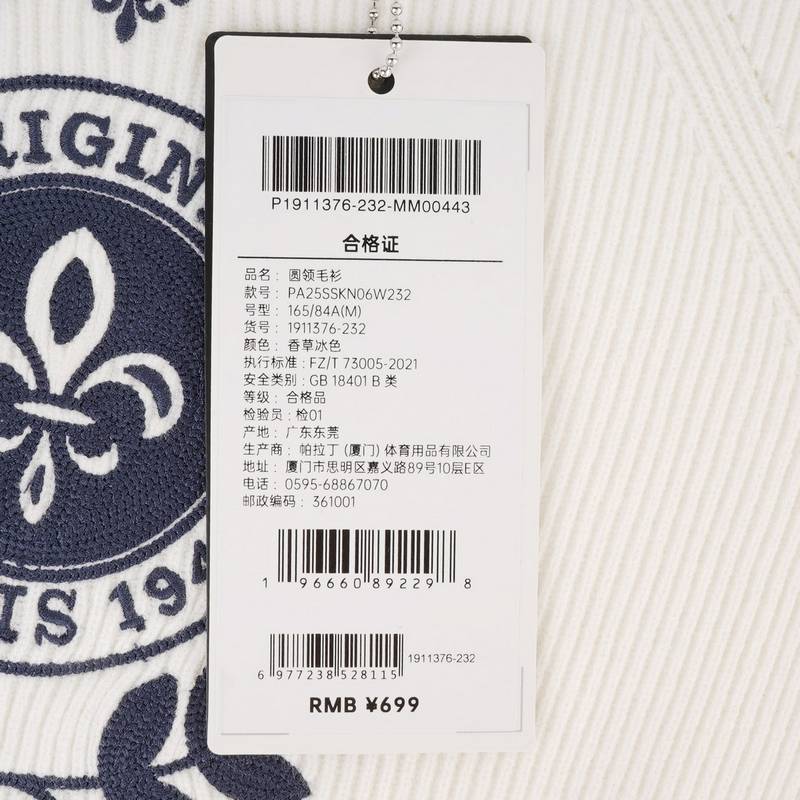 RIGIN
IS 194
P1911376-232-MM00443
合格证
品名： 圆领毛衫
款号： PA25SSKN06W232
号型： 165/84A(M)
货号： 1911376-232
颜色： 香草冰色
执行标准：FZ/T 73005-2021
安全类别：GB 18401 B 类
等级： 合格品
检验员：检01
产地： 广东东莞
生产商： 帕拉丁 (厦门) 体育用品有限公司
地址： 厦门市思明区嘉义路89号10层E区
电话： 0595-68867070
邮政编码： 361001
1 96660 89229 8
6 977238 528115
1911376-232
RMB ¥699